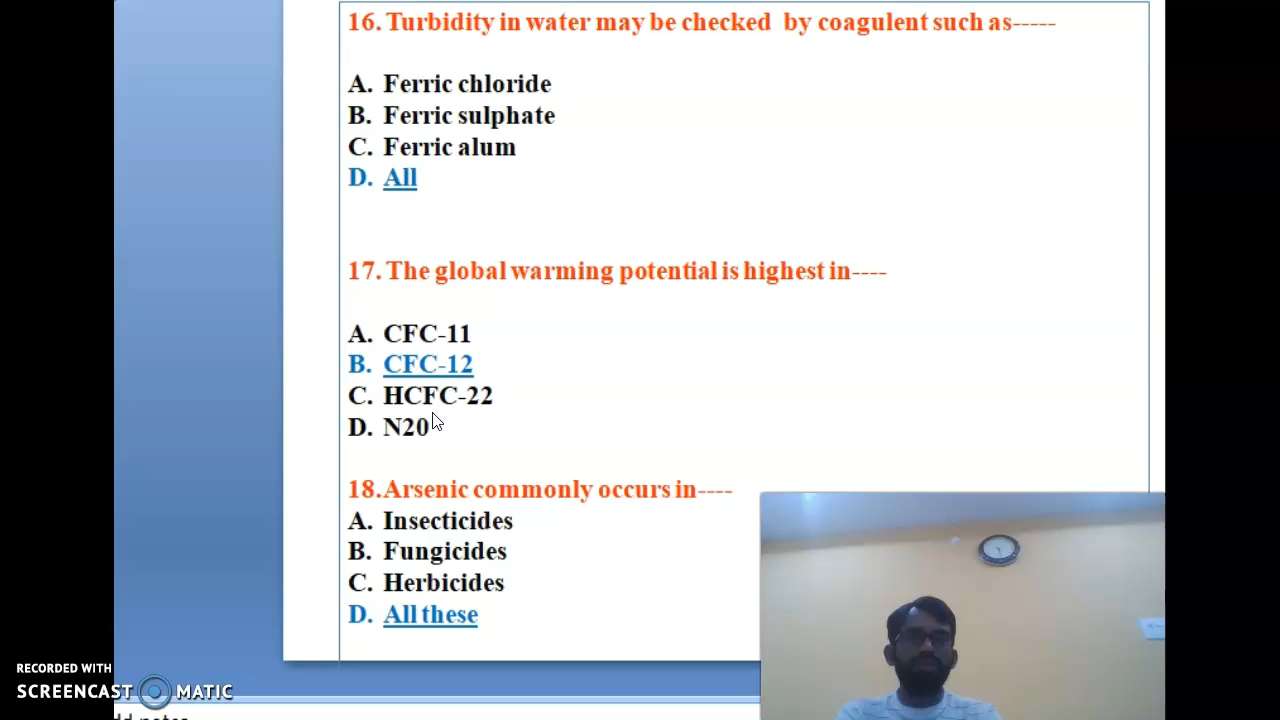 16. Turbidity in water may be checked by coagulent such as-----
A. Ferric chloride
B. Ferric sulphate
C. Ferric alum
D. All
17. The global warming potential is highest in----
A. CFC-11
B. CFC-12
C. HCFC-22
D. N20
18.Arsenic commonly occurs in----
A. Insecticides
B. Fungicides
C. Herbicides
D. All these
RECORDED WITH
SCREENCAST MATIC